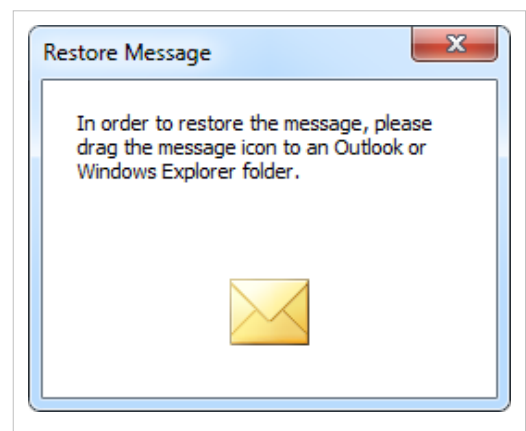 Restore Message
In order to restore the message, please
drag the message icon to an Outlook or
Windows Explorer folder.